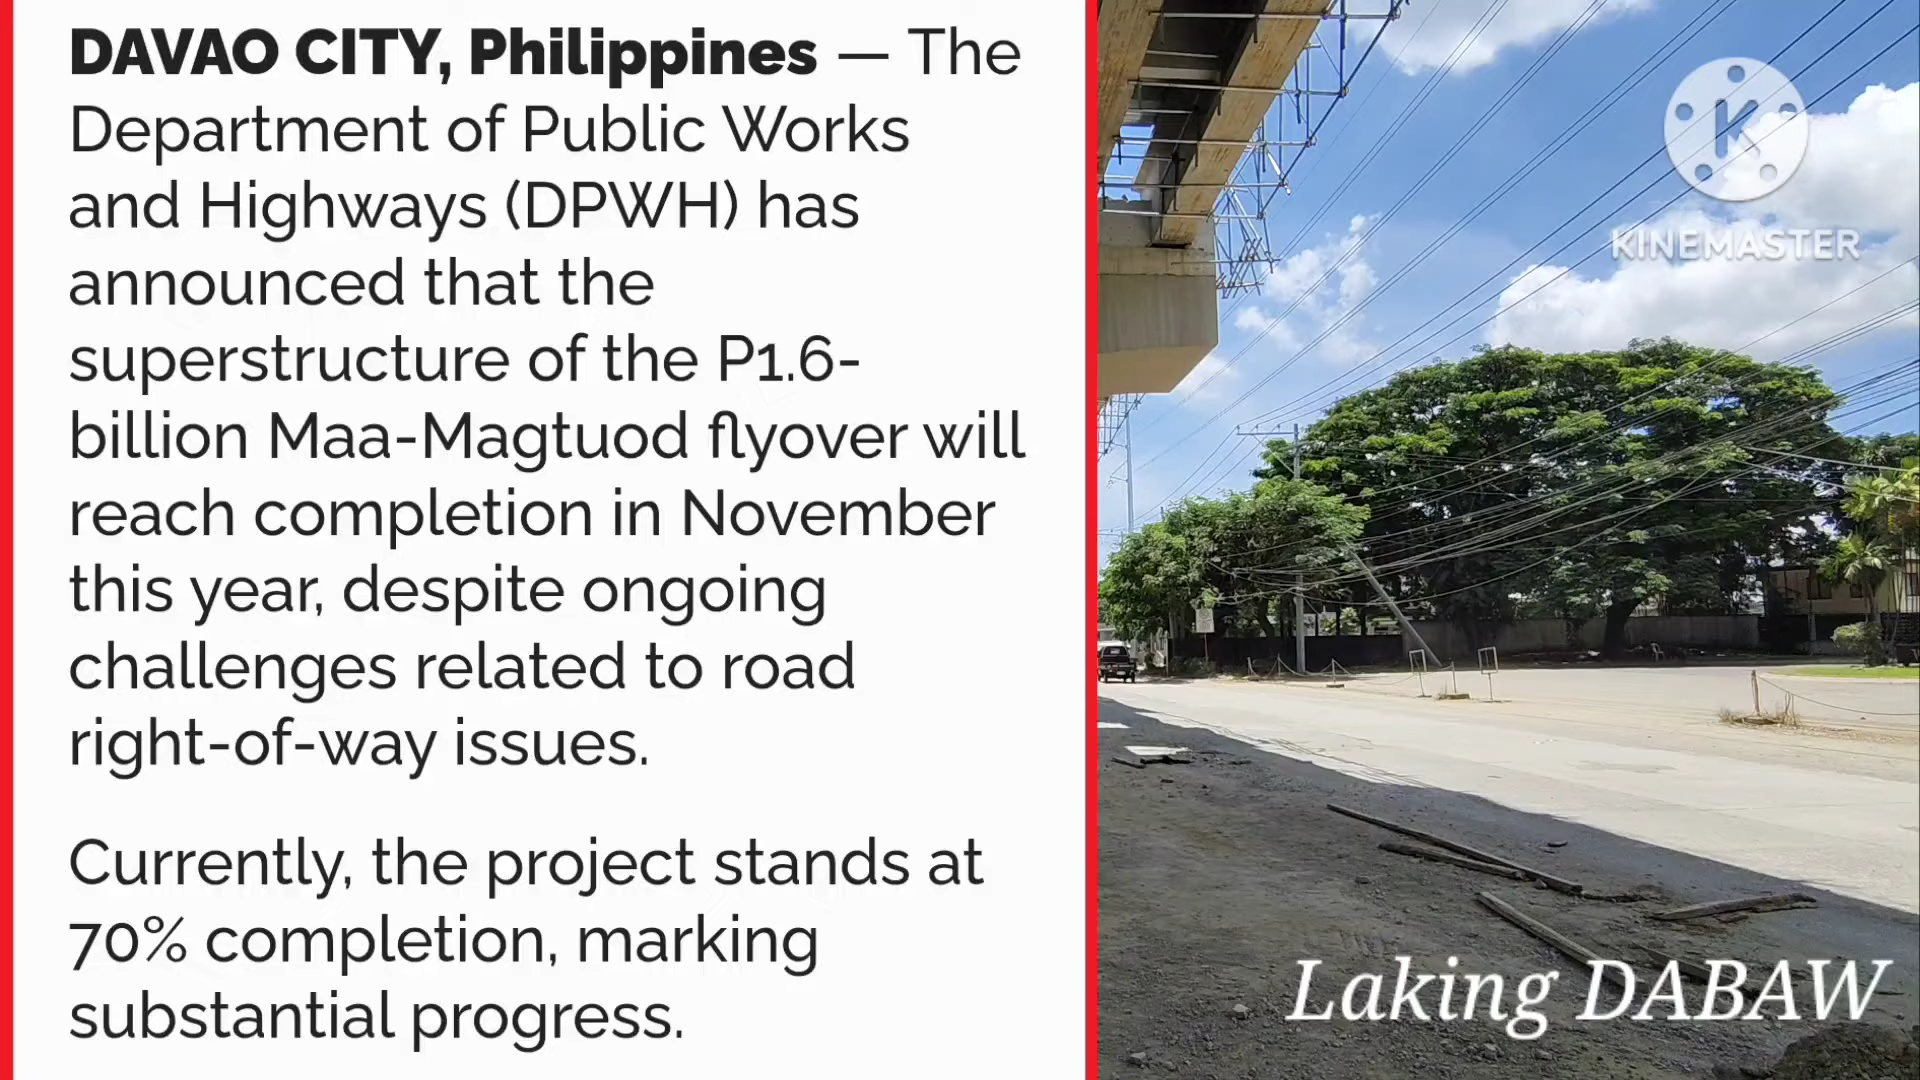 DAVAO CITY, Philippines — The
Department of Public Works
and Highways (DPWH) has
announced that the
superstructure of the P1.6-
billion Maa-Magtuod flyover will
reach completion in November
this year, despite ongoing
challenges related to road
right-of-way issues.
Currently, the project stands at
70% completion, marking
substantial progress.
K
KINEMASTER
Laking DABAW